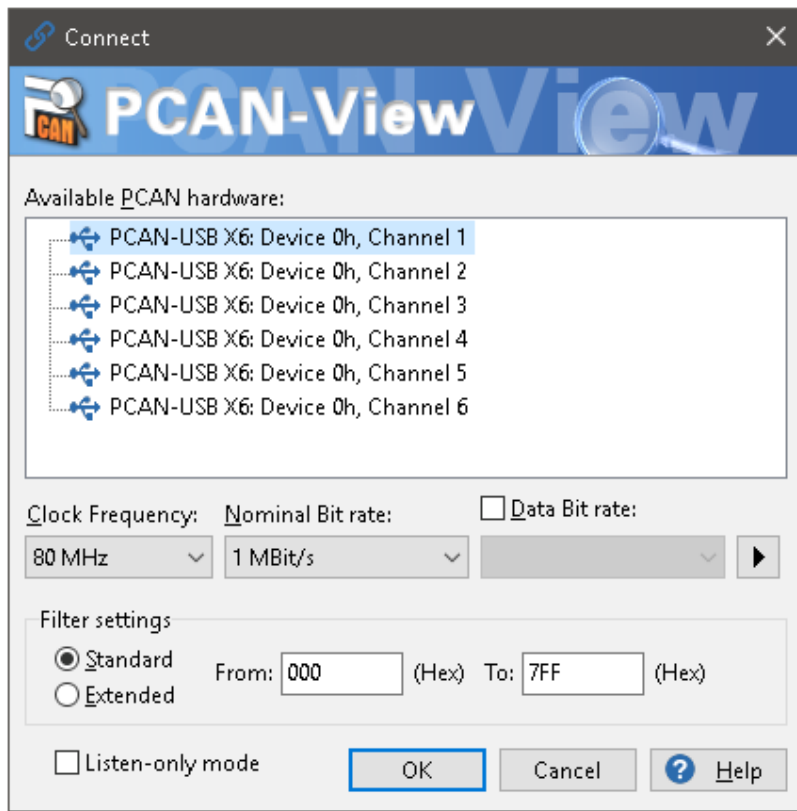 Connect
PCAN-View
CAN
Available PCAN hardware:
PCAN-USB X6: Device 0h, Channel 1
PCAN-USB X6: Device 0h, Channel 2
PCAN-USB X6: Device 0h, Channel 3
PCAN-USB X6: Device 0h, Channel 4
PCAN-USB X6: Device 0h, Channel 5
PCAN-USB X6: Device 0h, Channel 6
Clock Frequency: Nominal Bit rate: Data Bit rate:
80 MHz 1 MBit/s
Filter settings
Standard From: 000 (Hex) To: 7FF (Hex)
Extended
Listen-only mode OK Cancel Help